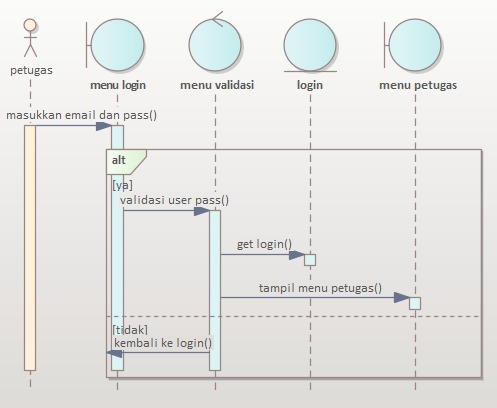 petugas
menu login
menu validasi
login
menu petugas
masukkan email dan pass()
alt
[ya]
validasi user pass()
get login()
tampil menu petugas()
[tidak]
kembali ke login()